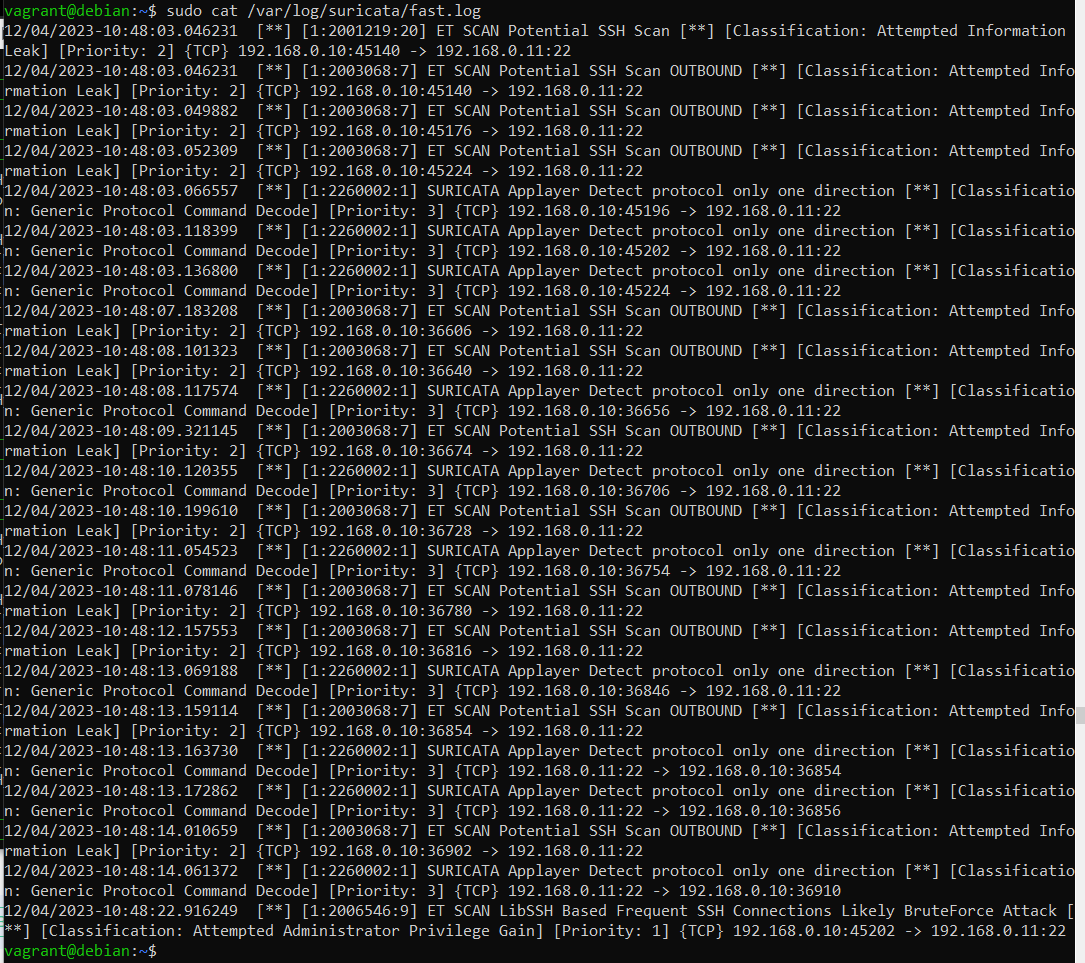 vagrant@debian:~$ sudo cat /var/log/suricata/fast.log
12/04/2023-10:48:03.046231  [**] [1:2001219:20] ET SCAN Potential SSH Scan [**] [Classification: Attempted Information
Leak] [Priority: 2] {TCP} 192.168.0.10:45140 -> 192.168.0.11:22
12/04/2023-10:48:03.046231  [**] [1:2003068:7] ET SCAN Potential SSH Scan OUTBOUND [**] [Classification: Attempted Info
rmation Leak] [Priority: 2] {TCP} 192.168.0.10:45140 -> 192.168.0.11:22
12/04/2023-10:48:03.049882  [**] [1:2003068:7] ET SCAN Potential SSH Scan OUTBOUND [**] [Classification: Attempted Info
rmation Leak] [Priority: 2] {TCP} 192.168.0.10:45176 -> 192.168.0.11:22
12/04/2023-10:48:03.052309  [**] [1:2003068:7] ET SCAN Potential SSH Scan OUTBOUND [**] [Classification: Attempted Info
rmation Leak] [Priority: 2] {TCP} 192.168.0.10:45224 -> 192.168.0.11:22
12/04/2023-10:48:03.066557  [**] [1:2260002:1] SURICATA Applayer Detect protocol only one direction [**] [Classificatio
n: Generic Protocol Command Decode] [Priority: 3] {TCP} 192.168.0.10:45196 -> 192.168.0.11:22
12/04/2023-10:48:03.118399  [**] [1:2260002:1] SURICATA Applayer Detect protocol only one direction [**] [Classificatio
n: Generic Protocol Command Decode] [Priority: 3] {TCP} 192.168.0.10:45202 -> 192.168.0.11:22
12/04/2023-10:48:03.136800  [**] [1:2260002:1] SURICATA Applayer Detect protocol only one direction [**] [Classificatio
n: Generic Protocol Command Decode] [Priority: 3] {TCP} 192.168.0.10:45224 -> 192.168.0.11:22
12/04/2023-10:48:07.183208  [**] [1:2003068:7] ET SCAN Potential SSH Scan OUTBOUND [**] [Classification: Attempted Info
rmation Leak] [Priority: 2] {TCP} 192.168.0.10:36606 -> 192.168.0.11:22
12/04/2023-10:48:08.101323  [**] [1:2003068:7] ET SCAN Potential SSH Scan OUTBOUND [**] [Classification: Attempted Info
rmation Leak] [Priority: 2] {TCP} 192.168.0.10:36640 -> 192.168.0.11:22
12/04/2023-10:48:08.117574  [**] [1:2260002:1] SURICATA Applayer Detect protocol only one direction [**] [Classificatio
n: Generic Protocol Command Decode] [Priority: 3] {TCP} 192.168.0.10:36656 -> 192.168.0.11:22
12/04/2023-10:48:09.321145  [**] [1:2003068:7] ET SCAN Potential SSH Scan OUTBOUND [**] [Classification: Attempted Info
rmation Leak] [Priority: 2] {TCP} 192.168.0.10:36674 -> 192.168.0.11:22
12/04/2023-10:48:10.120355  [**] [1:2260002:1] SURICATA Applayer Detect protocol only one direction [**] [Classificatio
n: Generic Protocol Command Decode] [Priority: 3] {TCP} 192.168.0.10:36706 -> 192.168.0.11:22
12/04/2023-10:48:10.199610  [**] [1:2003068:7] ET SCAN Potential SSH Scan OUTBOUND [**] [Classification: Attempted Info
rmation Leak] [Priority: 2] {TCP} 192.168.0.10:36728 -> 192.168.0.11:22
12/04/2023-10:48:11.054523  [**] [1:2260002:1] SURICATA Applayer Detect protocol only one direction [**] [Classificatio
n: Generic Protocol Command Decode] [Priority: 3] {TCP} 192.168.0.10:36754 -> 192.168.0.11:22
12/04/2023-10:48:11.078146  [**] [1:2003068:7] ET SCAN Potential SSH Scan OUTBOUND [**] [Classification: Attempted Info
rmation Leak] [Priority: 2] {TCP} 192.168.0.10:36780 -> 192.168.0.11:22
12/04/2023-10:48:12.157553  [**] [1:2003068:7] ET SCAN Potential SSH Scan OUTBOUND [**] [Classification: Attempted Info
rmation Leak] [Priority: 2] {TCP} 192.168.0.10:36816 -> 192.168.0.11:22
12/04/2023-10:48:13.069188  [**] [1:2260002:1] SURICATA Applayer Detect protocol only one direction [**] [Classificatio
n: Generic Protocol Command Decode] [Priority: 3] {TCP} 192.168.0.10:36846 -> 192.168.0.11:22
12/04/2023-10:48:13.159114  [**] [1:2003068:7] ET SCAN Potential SSH Scan OUTBOUND [**] [Classification: Attempted Info
rmation Leak] [Priority: 2] {TCP} 192.168.0.10:36854 -> 192.168.0.11:22
12/04/2023-10:48:13.163730  [**] [1:2260002:1] SURICATA Applayer Detect protocol only one direction [**] [Classificatio
n: Generic Protocol Command Decode] [Priority: 3] {TCP} 192.168.0.11:22 -> 192.168.0.10:36854
12/04/2023-10:48:13.172862  [**] [1:2260002:1] SURICATA Applayer Detect protocol only one direction [**] [Classificatio
n: Generic Protocol Command Decode] [Priority: 3] {TCP} 192.168.0.11:22 -> 192.168.0.10:36856
12/04/2023-10:48:14.010659  [**] [1:2003068:7] ET SCAN Potential SSH Scan OUTBOUND [**] [Classification: Attempted Info
rmation Leak] [Priority: 2] {TCP} 192.168.0.10:36902 -> 192.168.0.11:22
12/04/2023-10:48:14.061372  [**] [1:2260002:1] SURICATA Applayer Detect protocol only one direction [**] [Classificatio
n: Generic Protocol Command Decode] [Priority: 3] {TCP} 192.168.0.11:22 -> 192.168.0.10:36910
12/04/2023-10:48:22.916249  [**] [1:2006546:9] ET SCAN LibSSH Based Frequent SSH Connections Likely BruteForce Attack [
**] [Classification: Attempted Administrator Privilege Gain] [Priority: 1] {TCP} 192.168.0.10:45202 -> 192.168.0.11:22
vagrant@debian:~$